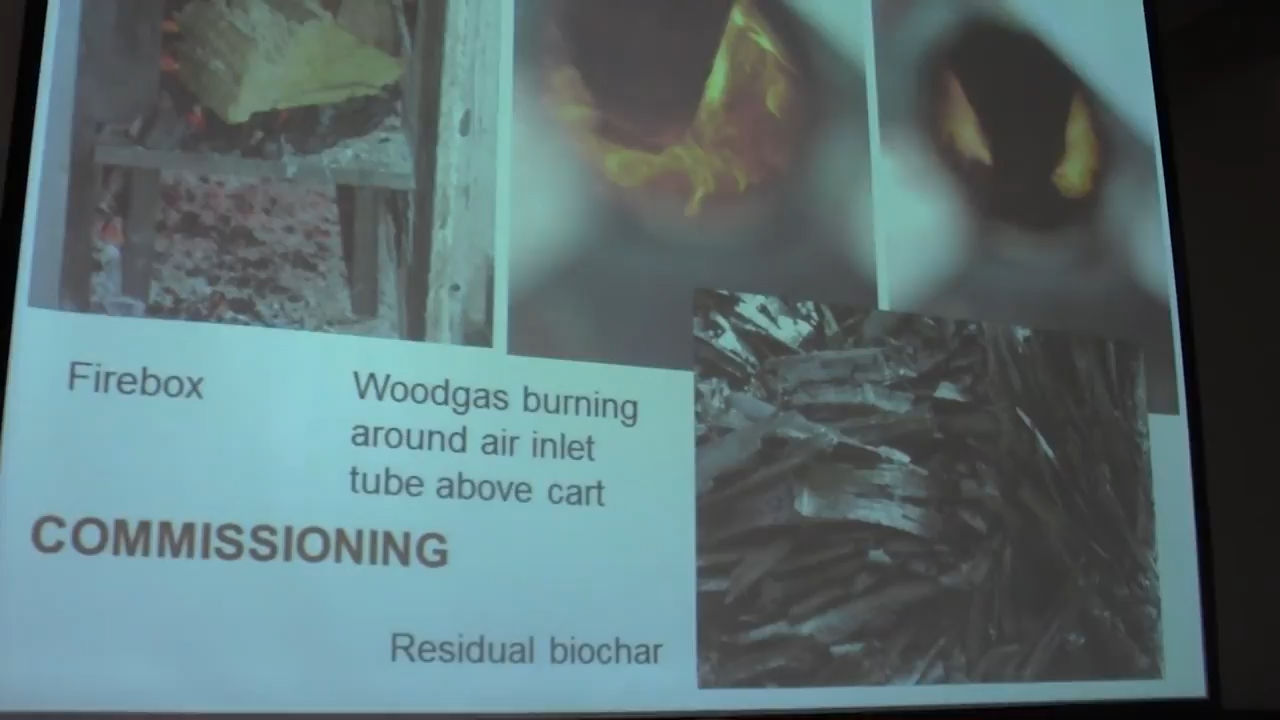 Firebox
Woodgas burning
around air inlet
tube above cart
COMMISSIONING
Residual biochar